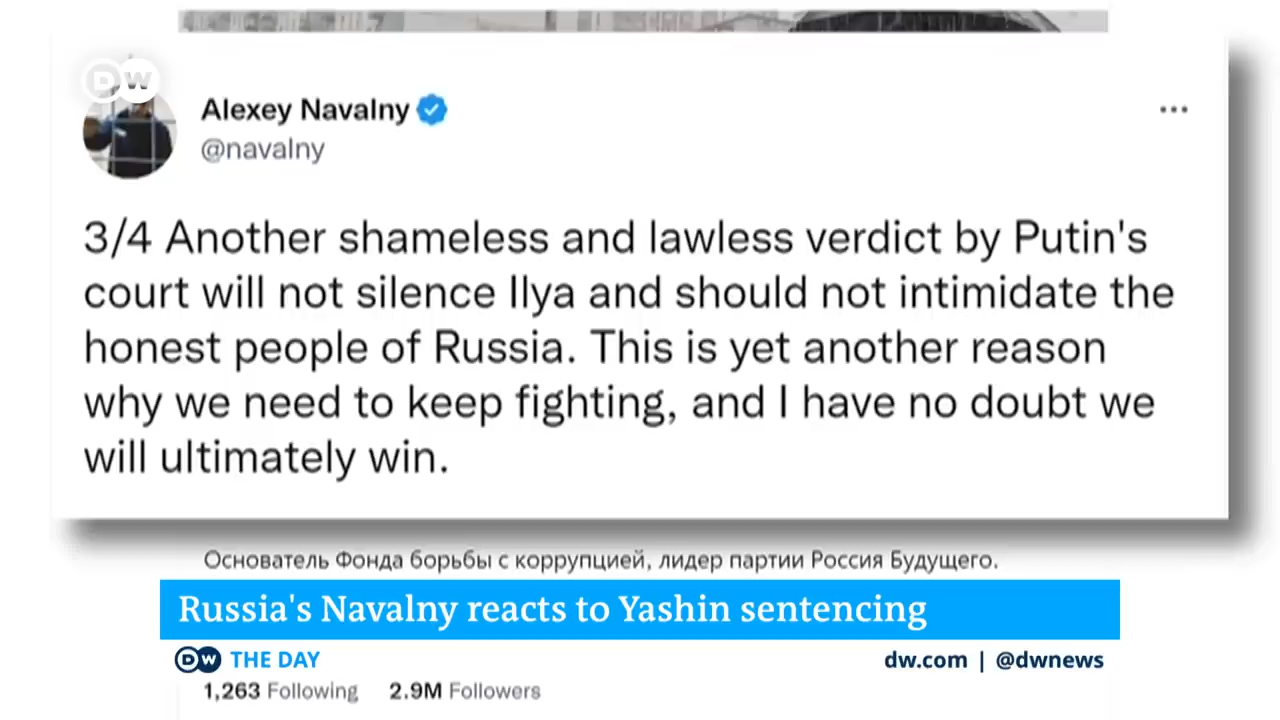 DW
Alexey Navalny
@navalny
3/4 Another shameless and lawless verdict by Putin's
court will not silence Ilya and should not intimidate the
honest people of Russia. This is yet another reason
why we need to keep fighting, and I have no doubt we
will ultimately win.
Основатель Фонда борьбы с коррупцией, лидер партии Россия Будущего.
Russia's Navalny reacts to Yashin sentencing
DW THE DAY
dw.com | @dwnews
1,263 Following 2.9M Followers